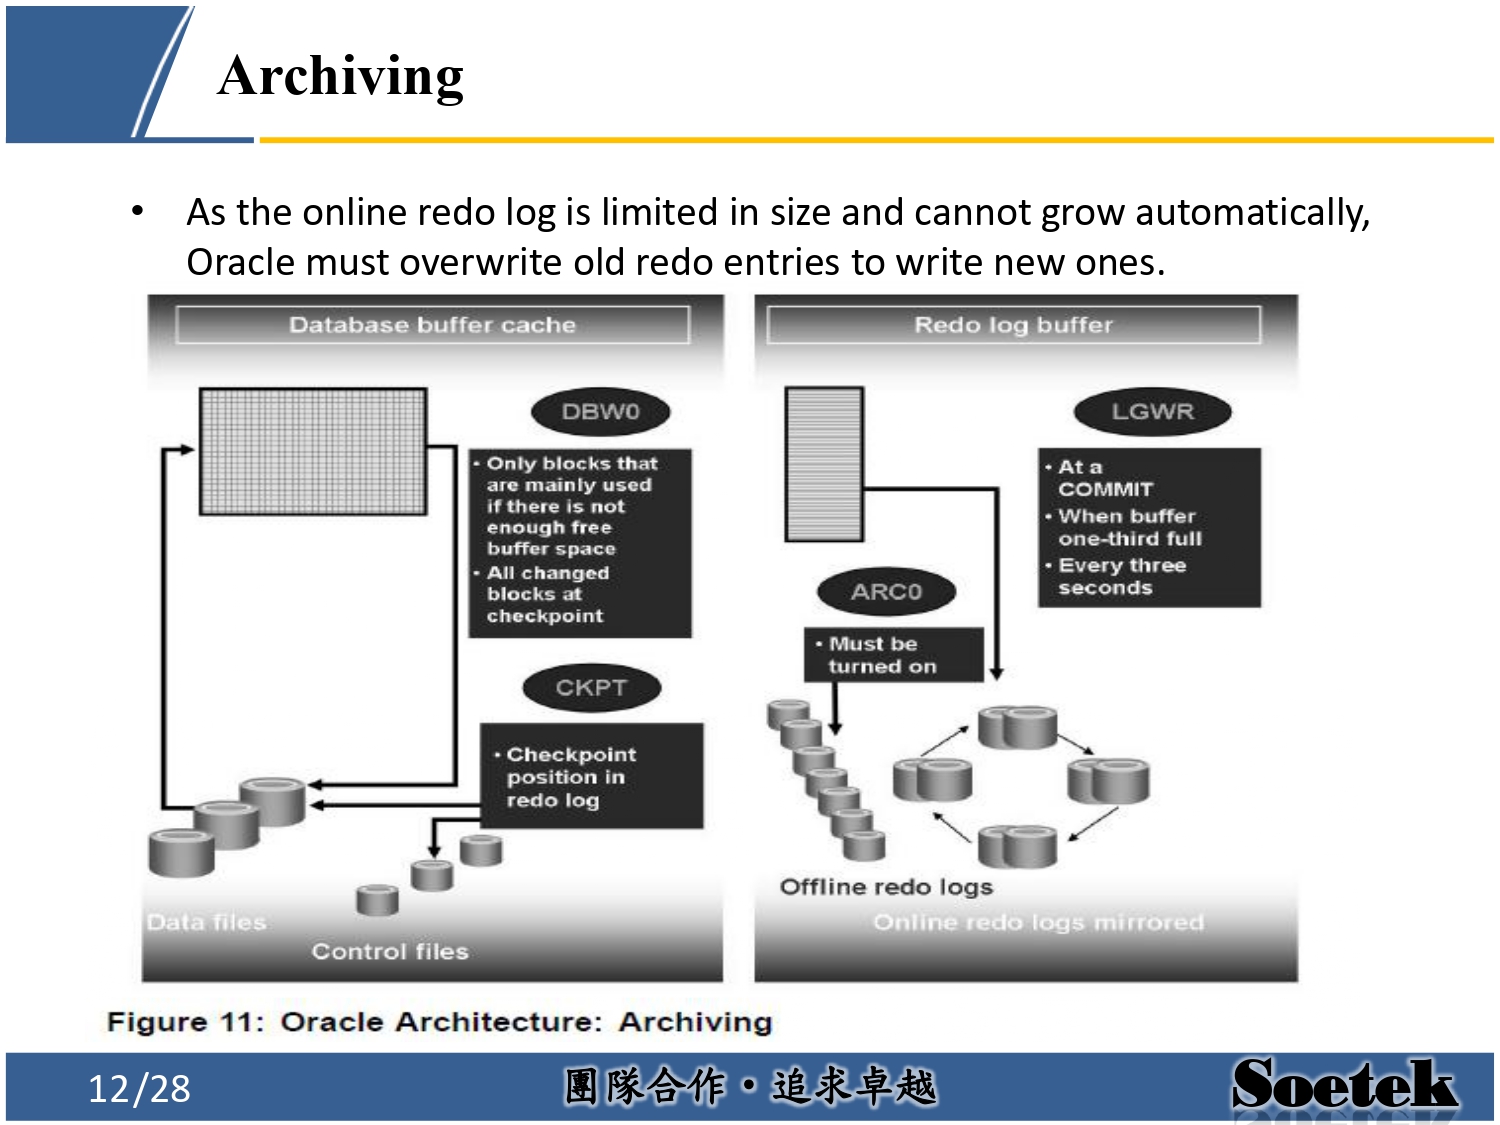 Archiving
• As the online redo log is limited in size and cannot grow automatically,
Oracle must overwrite old redo entries to write new ones.
Database buffer cache
DBW0
• Only blocks that
are mainly used
if there is not
enough free
buffer space
• All changed
blocks at
checkpoint
CKPT
• Checkpoint
position in
redo log
Data files
Control files
Redo log buffer
LGWR
• At a
COMMIT
• When buffer
one-third full
• Every three
seconds
ARC0
• Must be
turned on
Offline redo logs
Online redo logs mirrored
Figure 11: Oracle Architecture: Archiving
12/28
團隊合作・追求卓越
Soetek